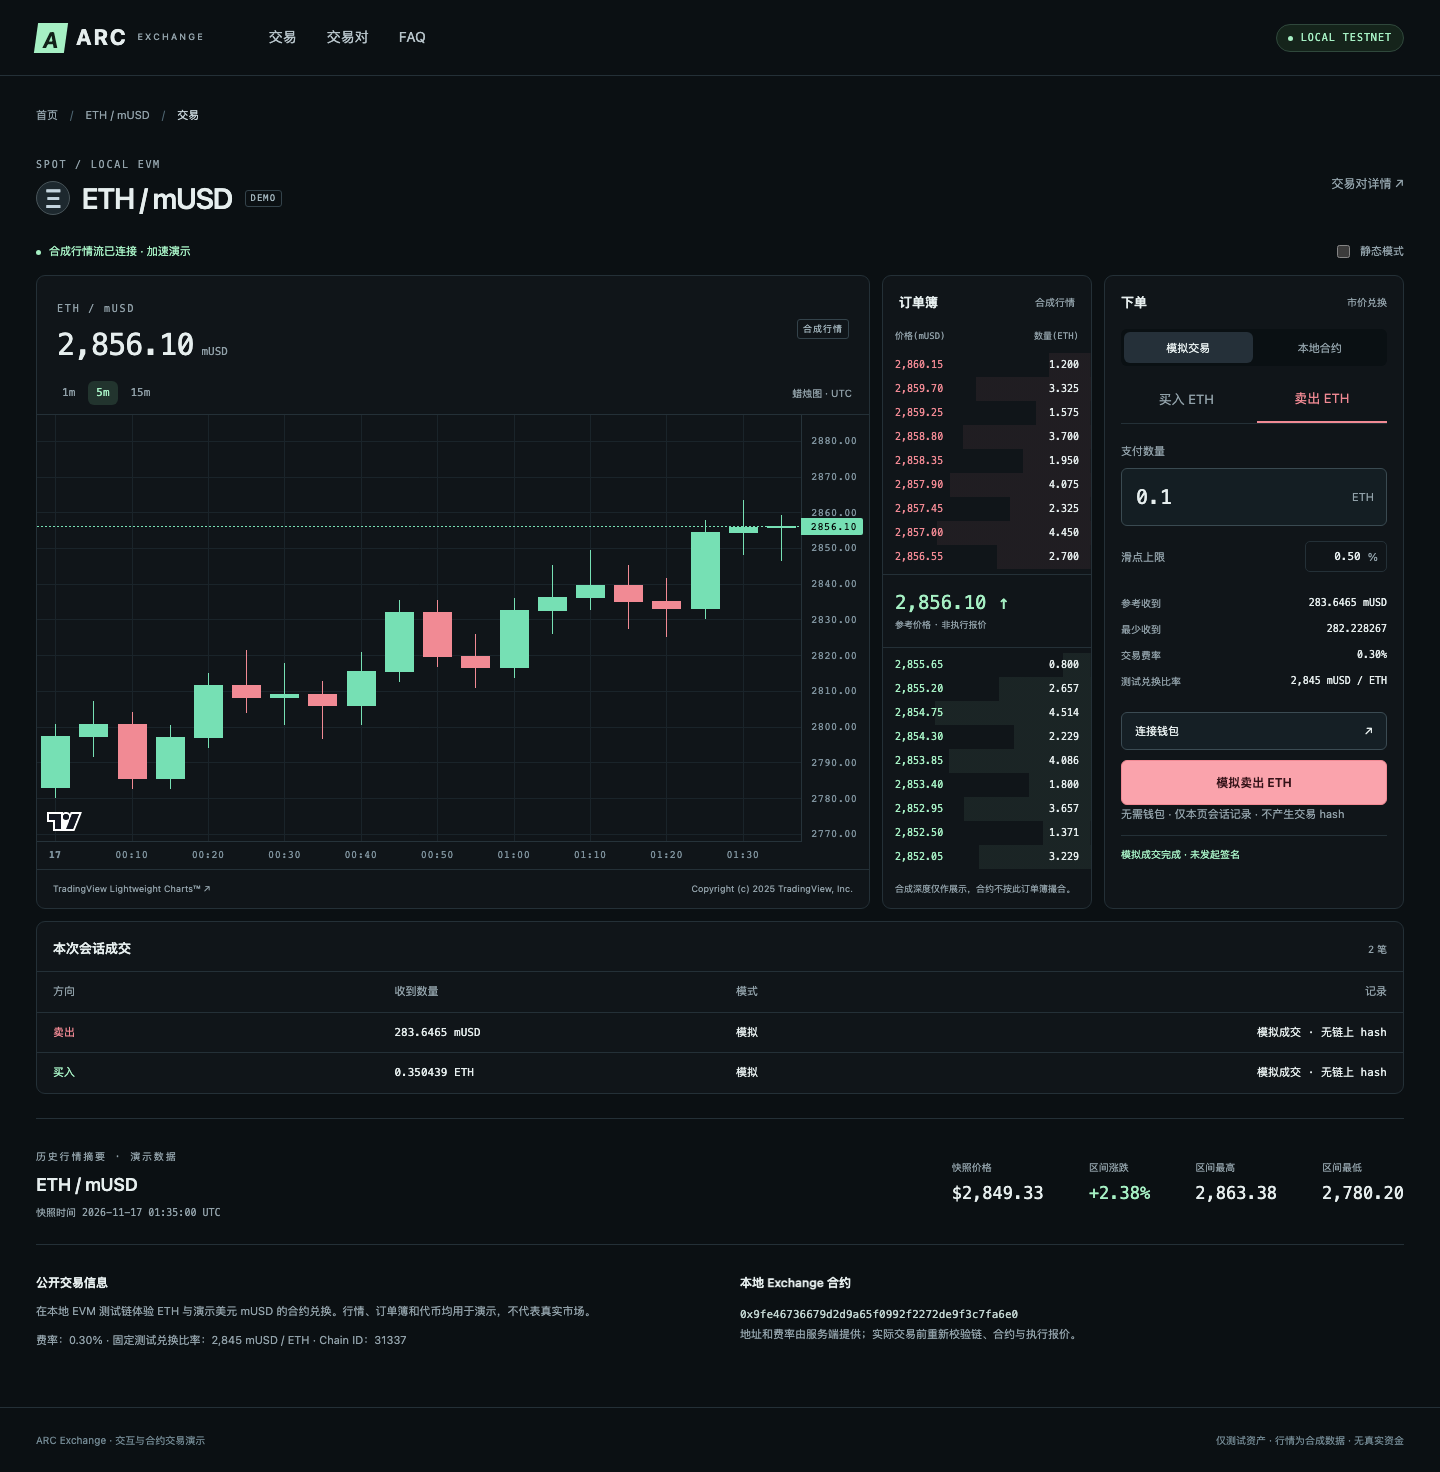 A ARC EXCHANGE 交易 交易对 FAQ LOCAL TESTNET
首页 / ETH / mUSD / 交易
SPOT / LOCAL EVM
ETH / mUSD DEMO
交易对详情 ↗
合成行情流已连接 · 加速演示
静态模式
ETH / mUSD
2,856.10 mUSD
合成行情
1m 5m 15m
蜡烛图 · UTC
2880.00
2870.00
2860.00
2856.10
2850.00
2840.00
2830.00
2820.00
2810.00
2800.00
2790.00
2780.00
2770.00
17 00:10 00:20 00:30 00:40 00:50 01:00 01:10 01:20 01:30
TradingView Lightweight Charts™ ↗
Copyright (c) 2025 TradingView, Inc.
订单簿 合成行情
价格(mUSD) 数量(ETH)
2,860.15 1.200
2,859.70 3.325
2,859.25 1.575
2,858.80 3.700
2,858.35 1.950
2,857.90 4.075
2,857.45 2.325
2,857.00 4.450
2,856.55 2.700
2,856.10 ↑
参考价格 · 非执行报价
2,855.65 0.800
2,855.20 2.657
2,854.75 4.514
2,854.30 2.229
2,853.85 4.086
2,853.40 1.800
2,852.95 3.657
2,852.50 1.371
2,852.05 3.229
合成深度仅作展示，合约不按此订单簿撮合。
下单 市价兑换
模拟交易 本地合约
买入 ETH 卖出 ETH
支付数量
0.1 ETH
滑点上限 0.50 %
参考收到 283.6465 mUSD
最少收到 282.228267
交易费率 0.30%
测试兑换比率 2,845 mUSD / ETH
连接钱包 ↗
模拟卖出 ETH
无需钱包 · 仅本页会话记录 · 不产生交易 hash
模拟成交完成 · 未发起签名
本次会话成交 2 笔
方向 收到数量 模式 记录
卖出 283.6465 mUSD 模拟 模拟成交 · 无链上 hash
买入 0.350439 ETH 模拟 模拟成交 · 无链上 hash
历史行情摘要 · 演示数据
ETH / mUSD
快照时间 2026-11-17 01:35:00 UTC
快照价格 区间涨跌 区间最高 区间最低
$2,849.33 +2.38% 2,863.38 2,780.20
公开交易信息
在本地 EVM 测试链体验 ETH 与演示美元 mUSD 的合约兑换。行情、订单簿和代币均用于演示，不代表真实市场。
费率：0.30% · 固定测试兑换比率：2,845 mUSD / ETH · Chain ID：31337
本地 Exchange 合约
0x9fe46736679d2d9a65f0992f2272de9f3c7fa6e0
地址和费率由服务端提供；实际交易前重新校验链、合约与执行报价。
ARC Exchange · 交互与合约交易演示
仅测试资产 · 行情为合成数据 · 无真实资金